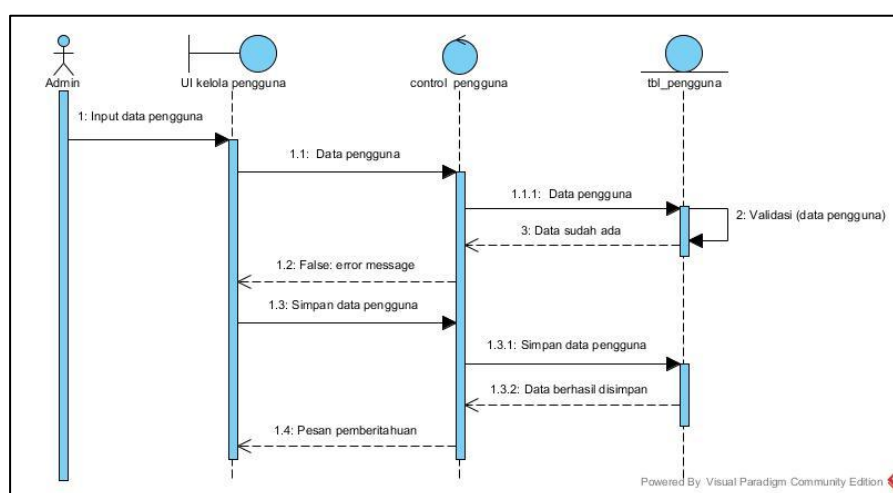 Admin
UI kelola pengguna
control pengguna
tbl_pengguna
1: Input data pengguna
1.1: Data pengguna
1.1.1: Data pengguna
2: Validasi (data pengguna)
3: Data sudah ada
1.2: False: error message
1.3: Simpan data pengguna
1.3.1: Simpan data pengguna
1.3.2: Data berhasil disimpan
1.4: Pesan pemberitahuan
Powered By Visual Paradigm Community Edition